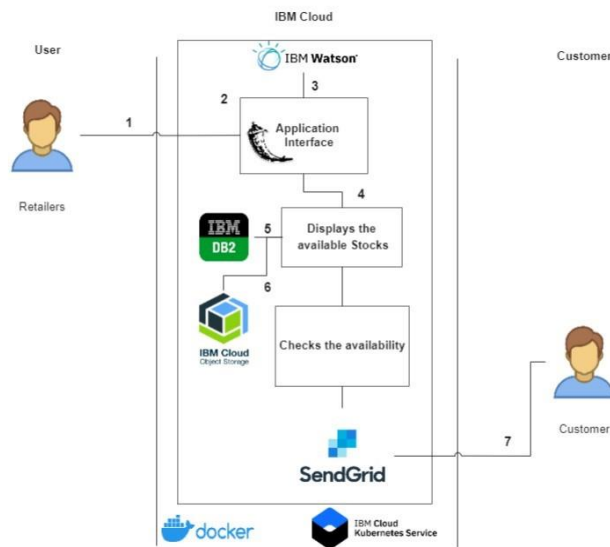 IBM Cloud
User
Customer
IBM Watson
3
2
1
Application
Interface
Retailers
4
IBM
DB2
5
Displays the
available Stocks
6
IBM Cloud
Object Storage
Checks the availability
Customer
7
SendGrid
docker
IBM Cloud
Kubernetes Service